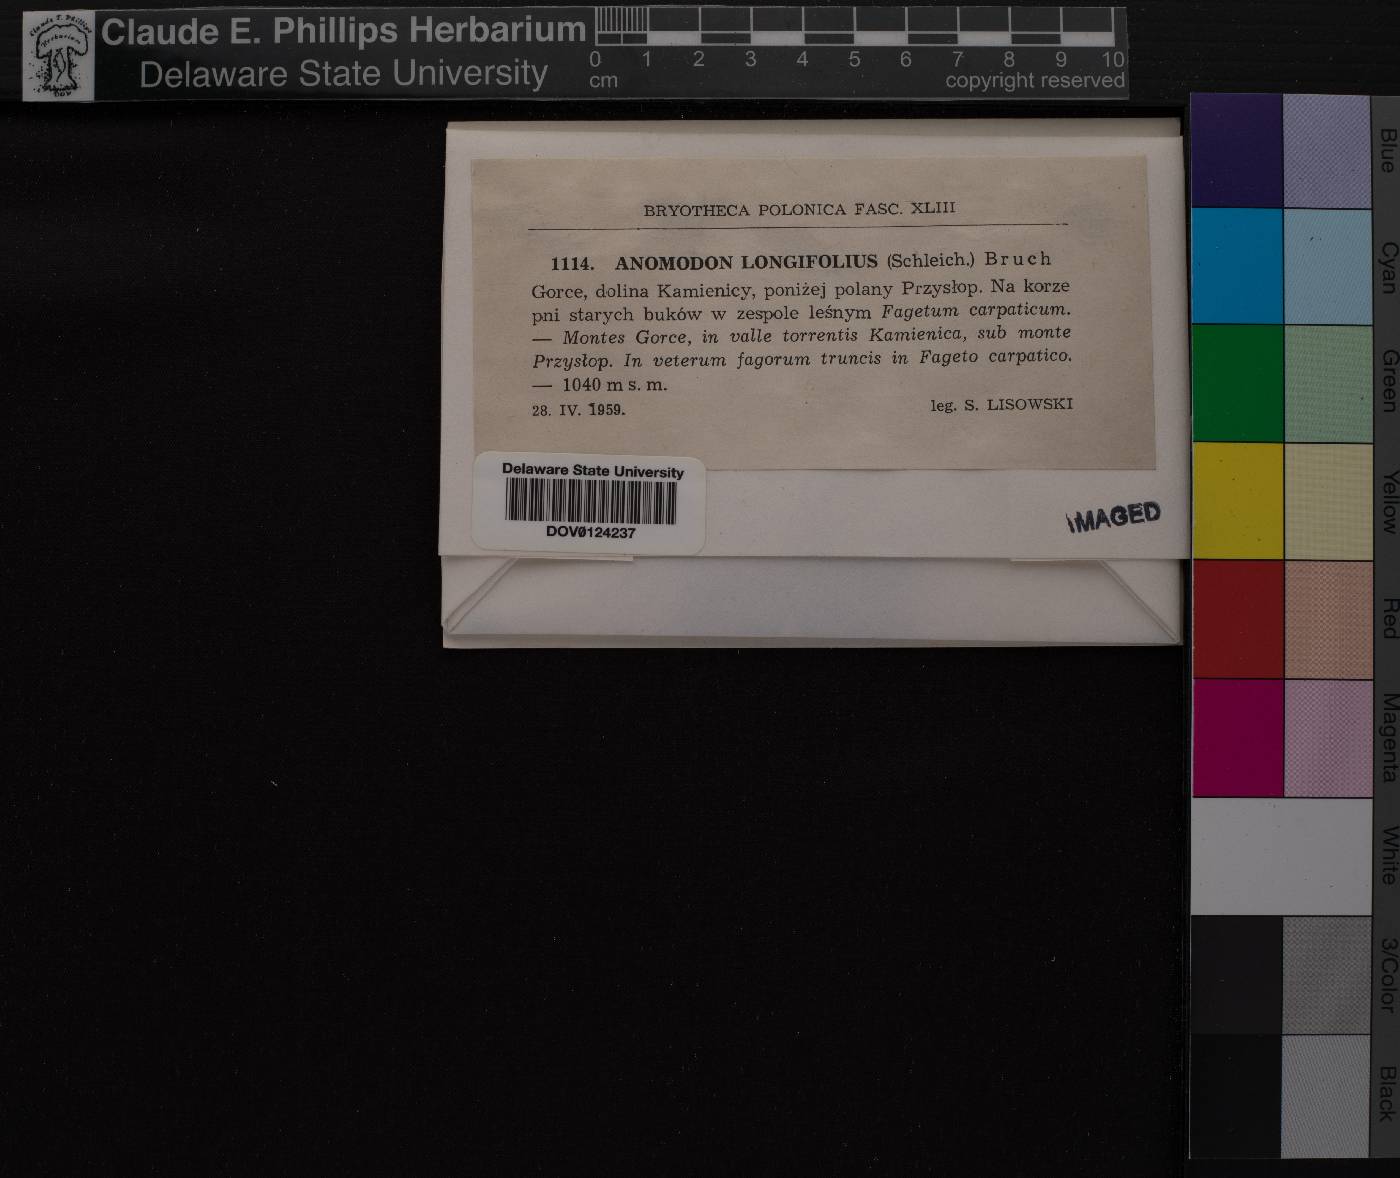 Claude E. Phillips Herbarium
Delaware State University
0 1 2 3 4 5 6 7 8 9 10
cm
copyright reserved
BRYOTHECA POLONICA FASC. XLIII
1114. ANOMODON LONGIFOLIUS (Schleich.) Bruch
Gorce, dolina Kamienicy, poniżej polany Przysłop. Na korze
pni starych buków w zespole leśnym Fagetum carpaticum.
— Montes Gorce, in valle torrentis Kamienica, sub monte
Przysłop. In veterum fagorum truncis in Fageto carpatico.
— 1040 m s. m.
28. IV. 1959. leg. S. LISOWSKI
Delaware State University
DOV0124237
IMAGED
Blue
Cyan
Green
Yellow
Red
Magenta
White
3/Color
Black